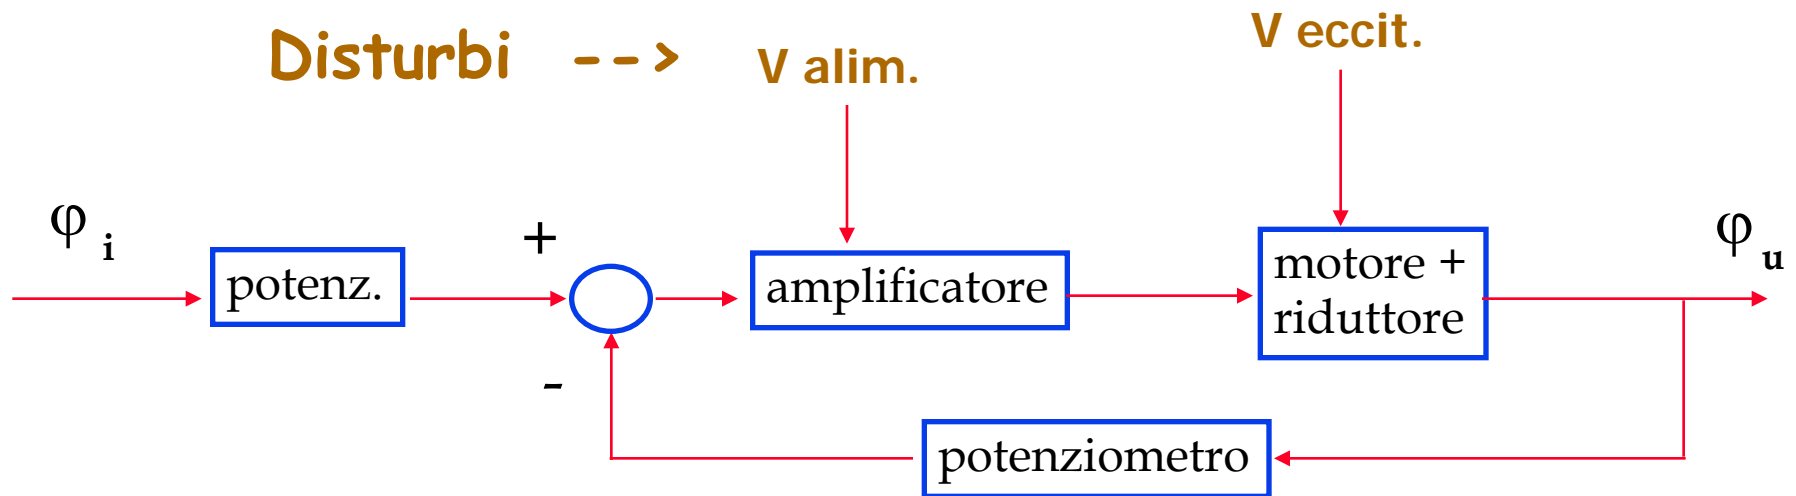 Disturbi --->
V alim.
V eccit.
φ i
potenz.
+
-
amplificatore
motore +
riduttore
φ u
potenziometro